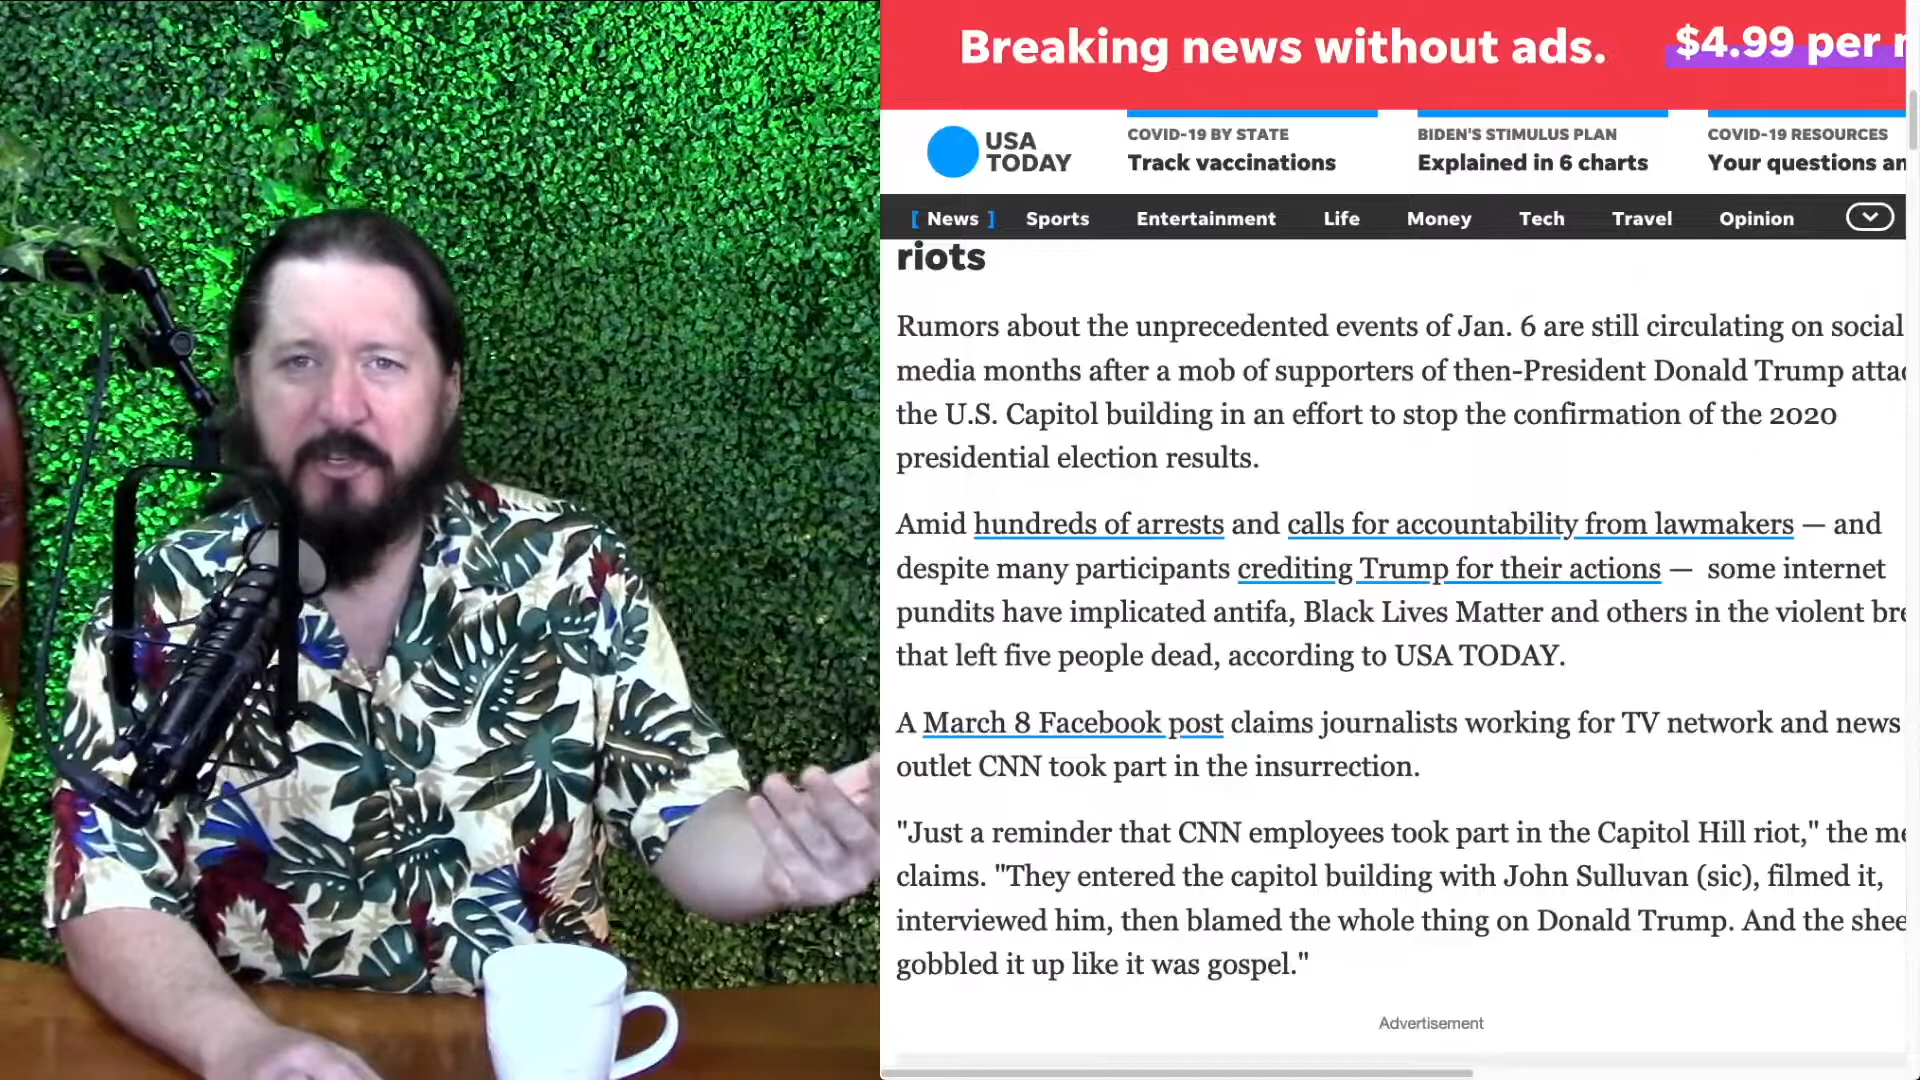 Breaking news without ads.
$4.99 per
USA
TODAY
COVID-19 BY STATE
Track vaccinations
BIDEN'S STIMULUS PLAN
Explained in 6 charts
COVID-19 RESOURCES
Your questions
[ News ] Sports Entertainment Life Money Tech Travel Opinion
riots
Rumors about the unprecedented events of Jan. 6 are still circulating on social
media months after a mob of supporters of then-President Donald Trump
the U.S. Capitol building in an effort to stop the confirmation of the 2020
presidential election results.
Amid hundreds of arrests and calls for accountability from lawmakers — and
despite many participants crediting Trump for their actions — some internet
pundits have implicated antifa, Black Lives Matter and others in the violent
that left five people dead, according to USA TODAY.
A March 8 Facebook post claims journalists working for TV network and news
outlet CNN took part in the insurrection.
"Just a reminder that CNN employees took part in the Capitol Hill riot," the
claims. "They entered the capitol building with John Sulluvan (sic), filmed it,
interviewed him, then blamed the whole thing on Donald Trump. And the
gobbled it up like it was gospel."
Advertisement